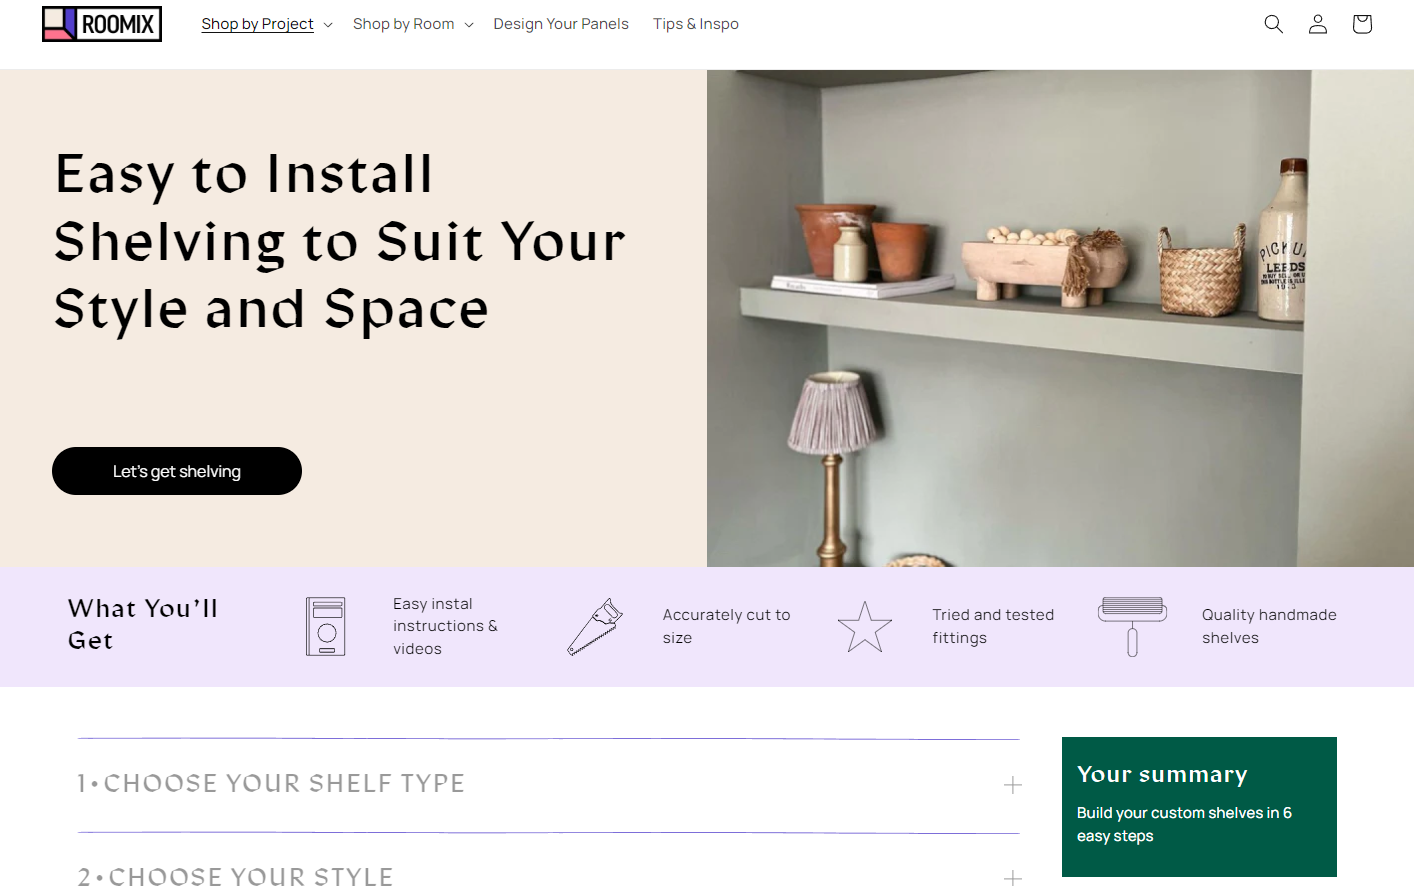 ROOMIX
Shop by Project
Shop by Room
Design Your Panels
Tips & Inspo
Easy to Install
Shelving to Suit Your
Style and Space
Let's get shelving
PICKUP
LEEDS
What You'll
Get
Easy instal
instructions &
videos
Accurately cut to
size
Tried and tested
fittings
Quality handmade
shelves
1•CHOOSE YOUR SHELF TYPE
Your summary
Build your custom shelves in 6
easy steps
2•CHOOSE YOUR STYLE